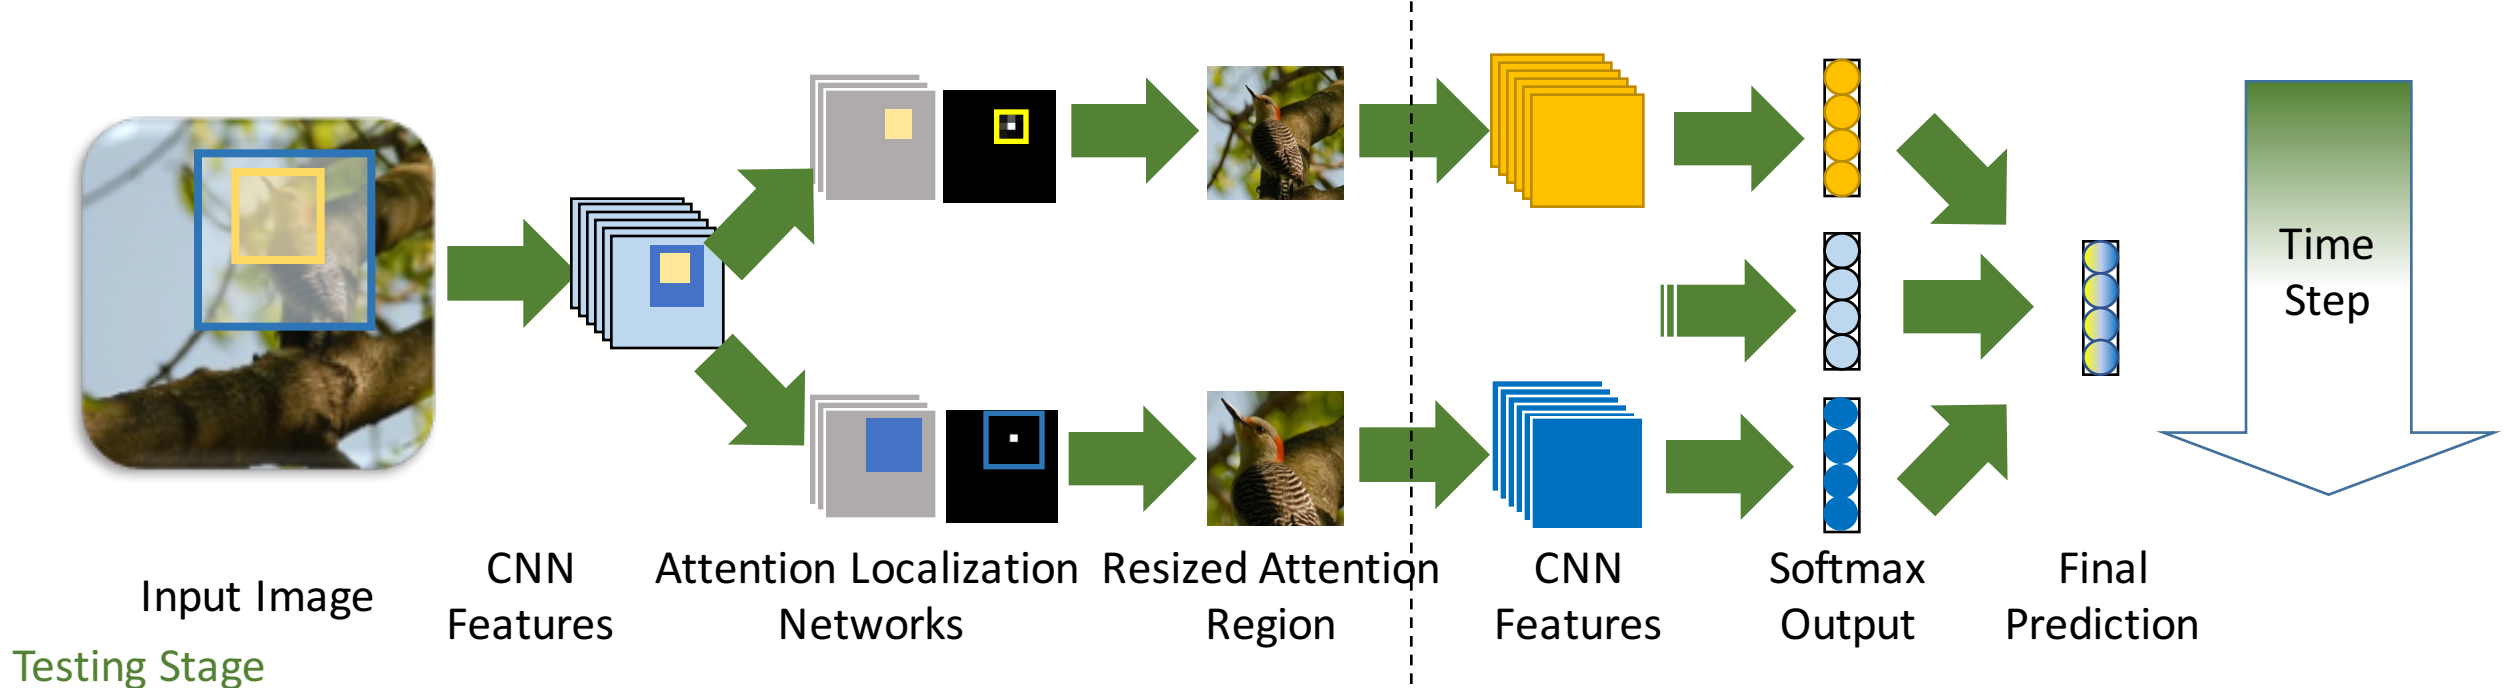 Time
Step
Input Image
CNN
Features
Attention Localization
Networks
Resized Attention
Region
CNN
Features
Softmax
Output
Final
Prediction
Testing Stage